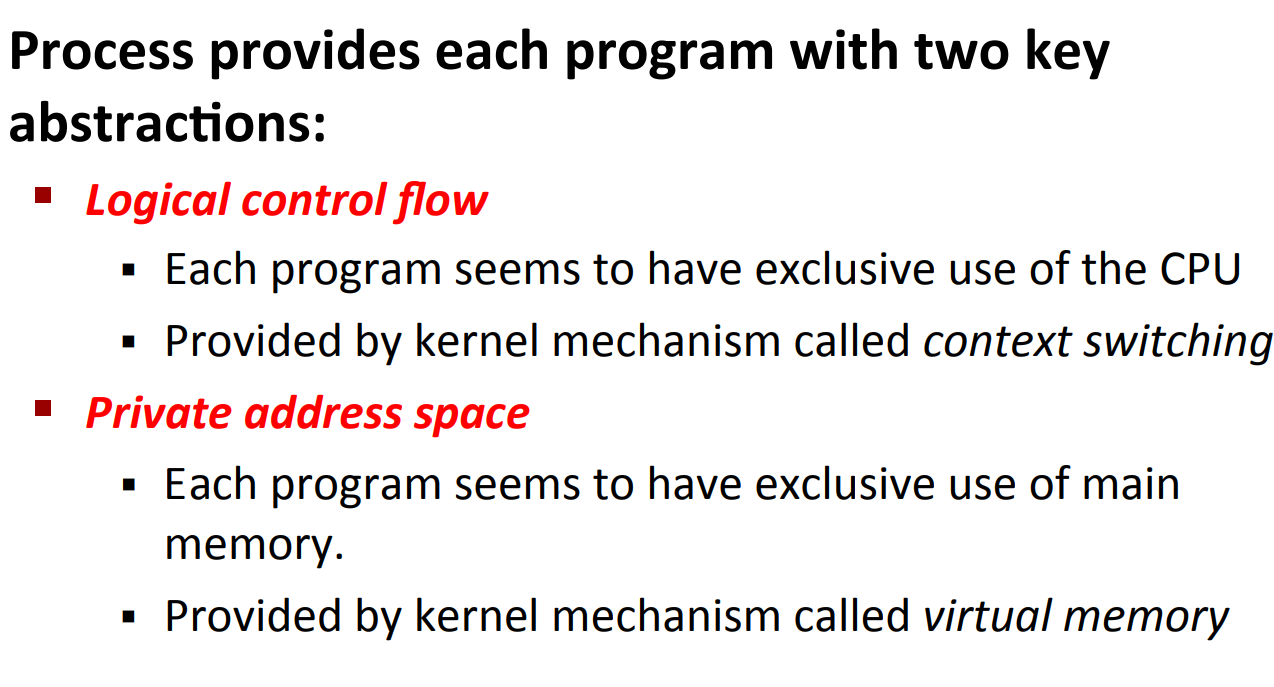 Process provides each program with two key
abstractions:
▪ Logical control flow
▪ Each program seems to have exclusive use of the CPU
▪ Provided by kernel mechanism called context switching
▪ Private address space
▪ Each program seems to have exclusive use of main
memory.
▪ Provided by kernel mechanism called virtual memory